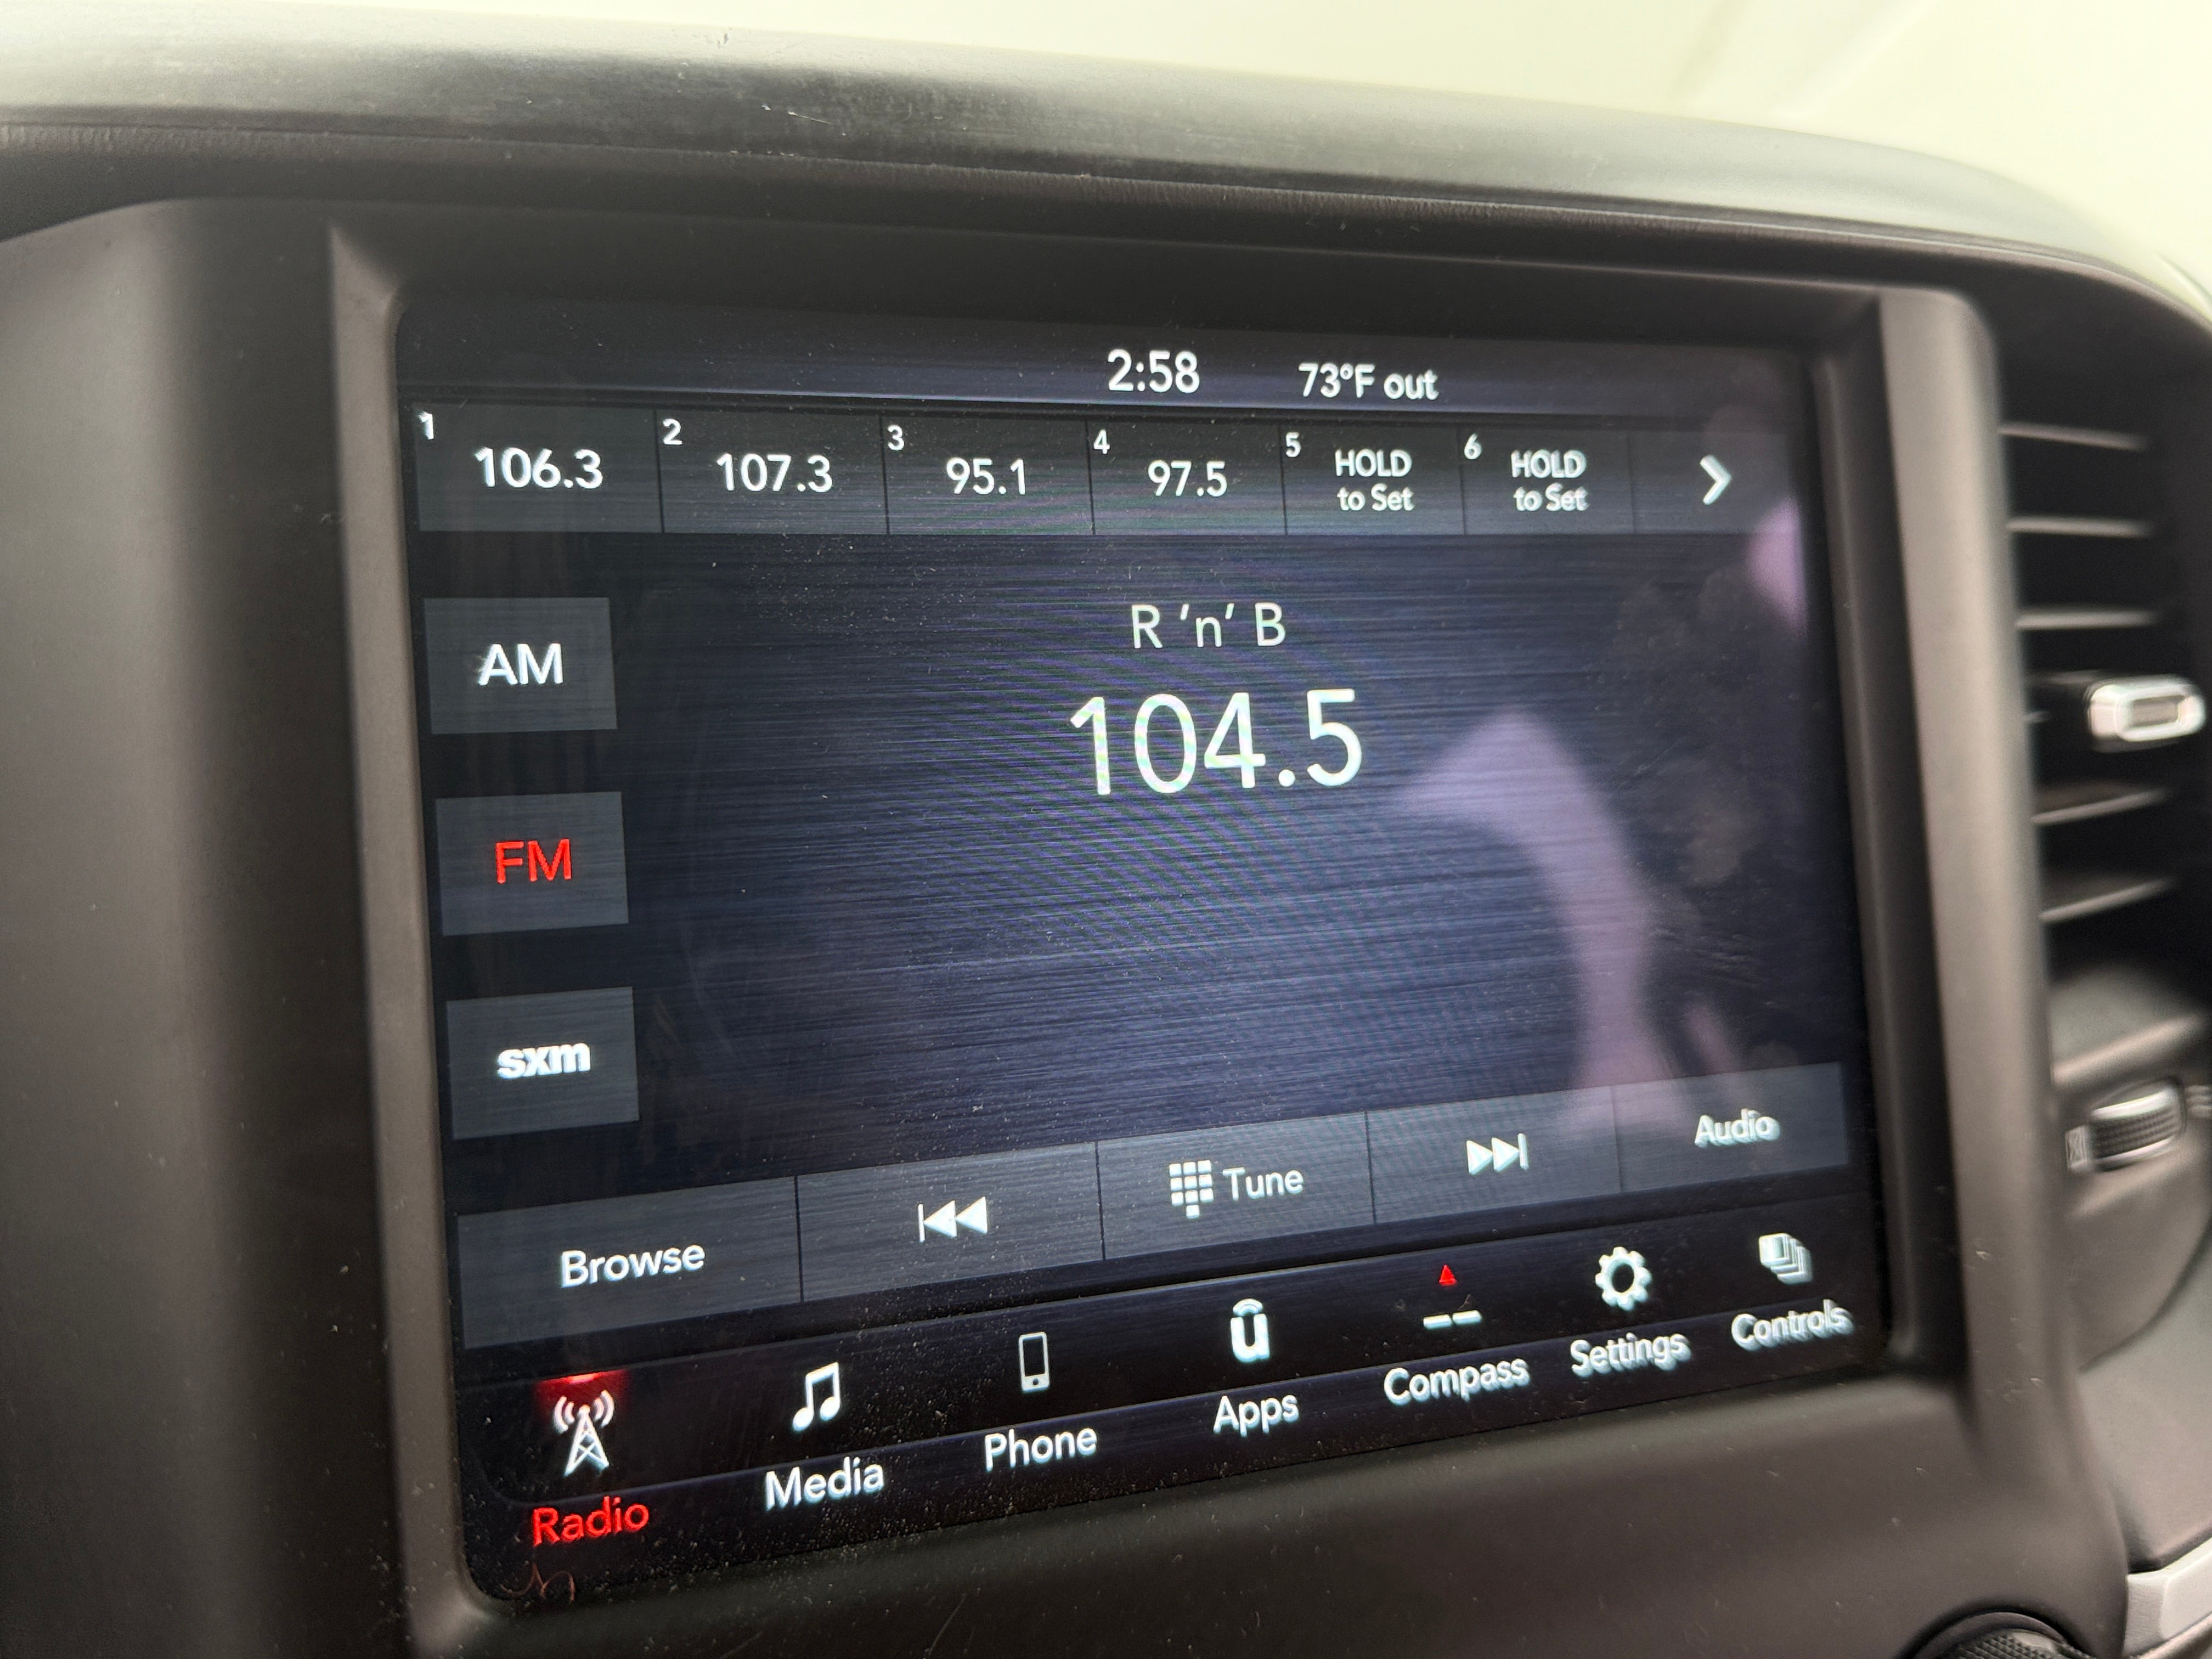 2:58 73°F out
1 106.3 2 107.3 3 95.1 4 97.5 5 HOLD to Set 6 HOLD to Set
R 'n' B
104.5
AM
FM
sxm
Browse Tune Audio
Radio Media Phone Apps Compass Settings Controls